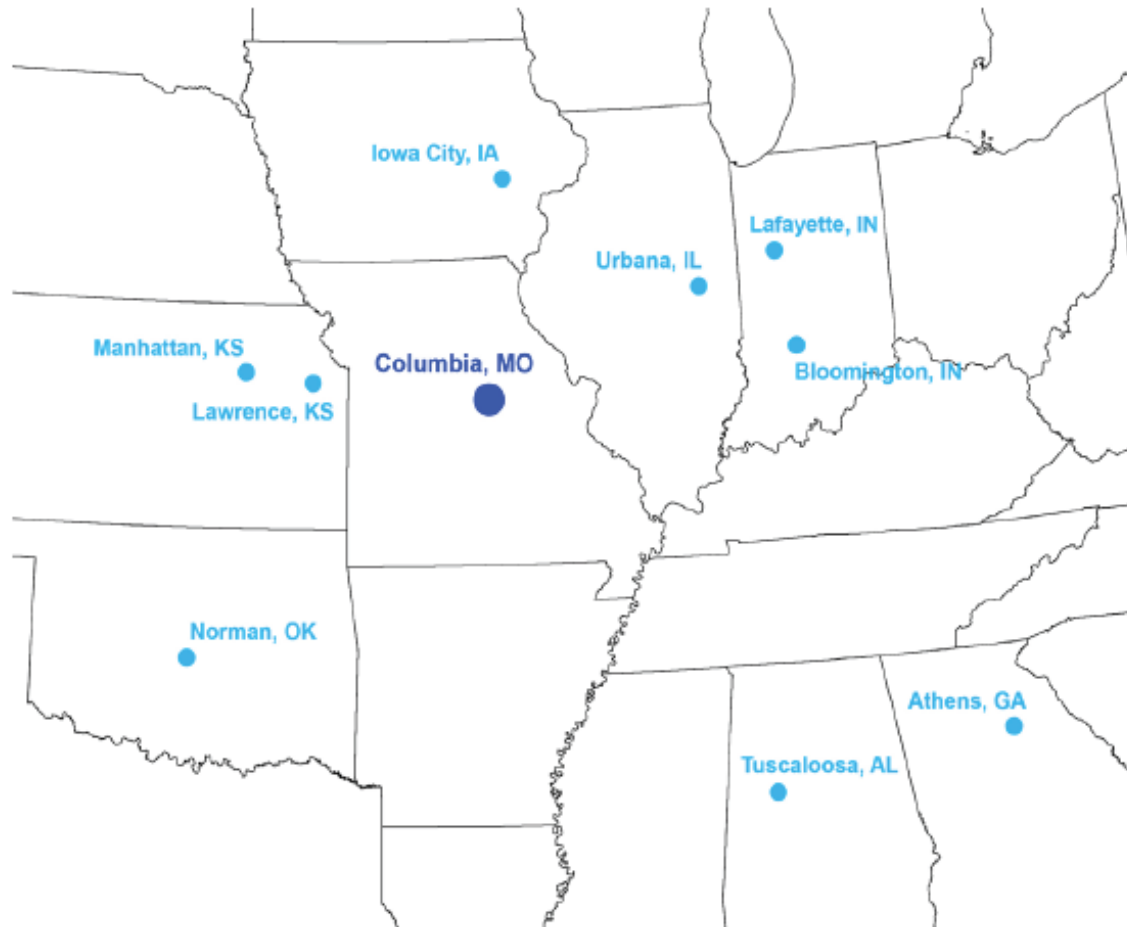 Iowa City, IA
Lafayette, IN
Urbana, IL
Manhattan, KS
Columbia, MO
Bloomington, IN
Lawrence, KS
Norman, OK
Athens, GA
Tuscaloosa, AL